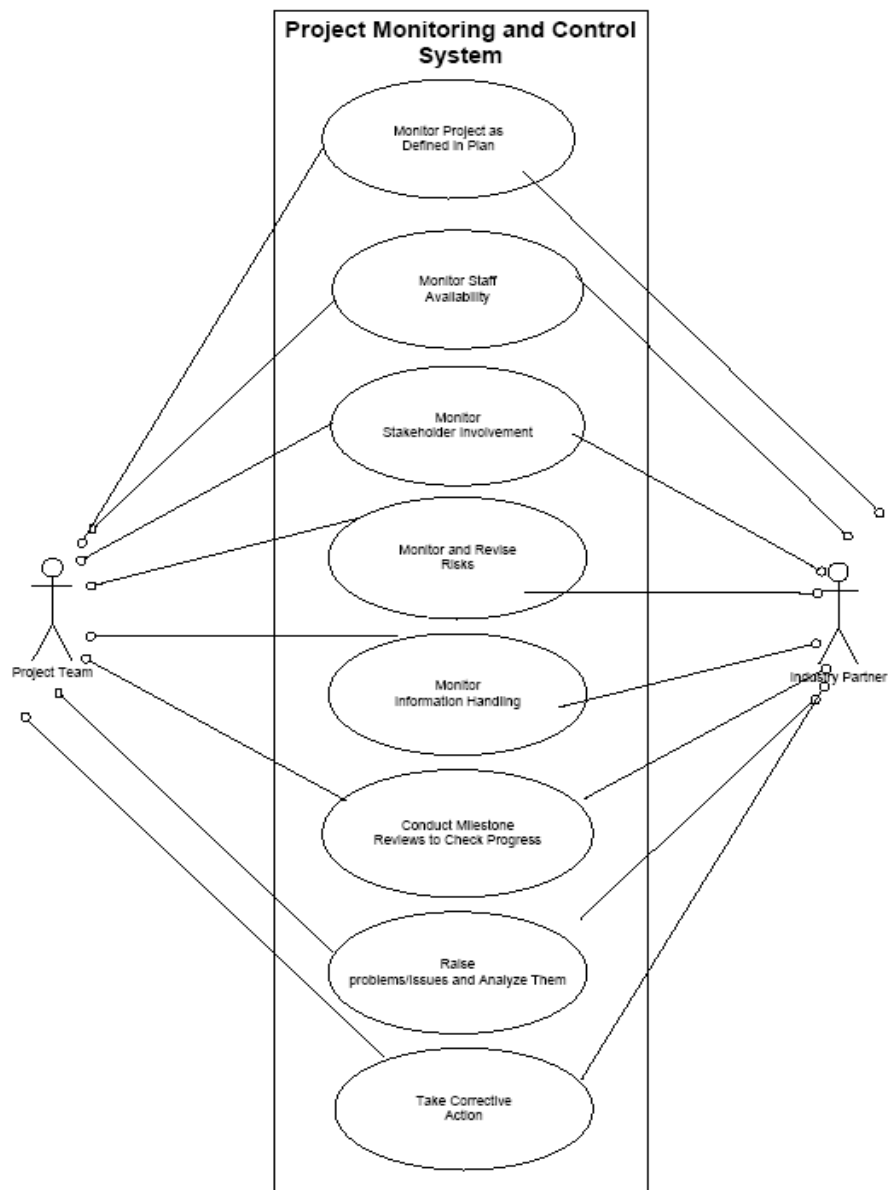 Project Monitoring and Control
System
Monitor Project as
Defined in Plan
Monitor Staff
Availability
Monitor
Stakeholder Involvement
Monitor and Revise
Risks
Project Team
Industry Partner
Monitor
Information Handling
Conduct Milestone
Reviews to Check Progress
Raise
problems/Issues and Analyze Them
Take Corrective
Action